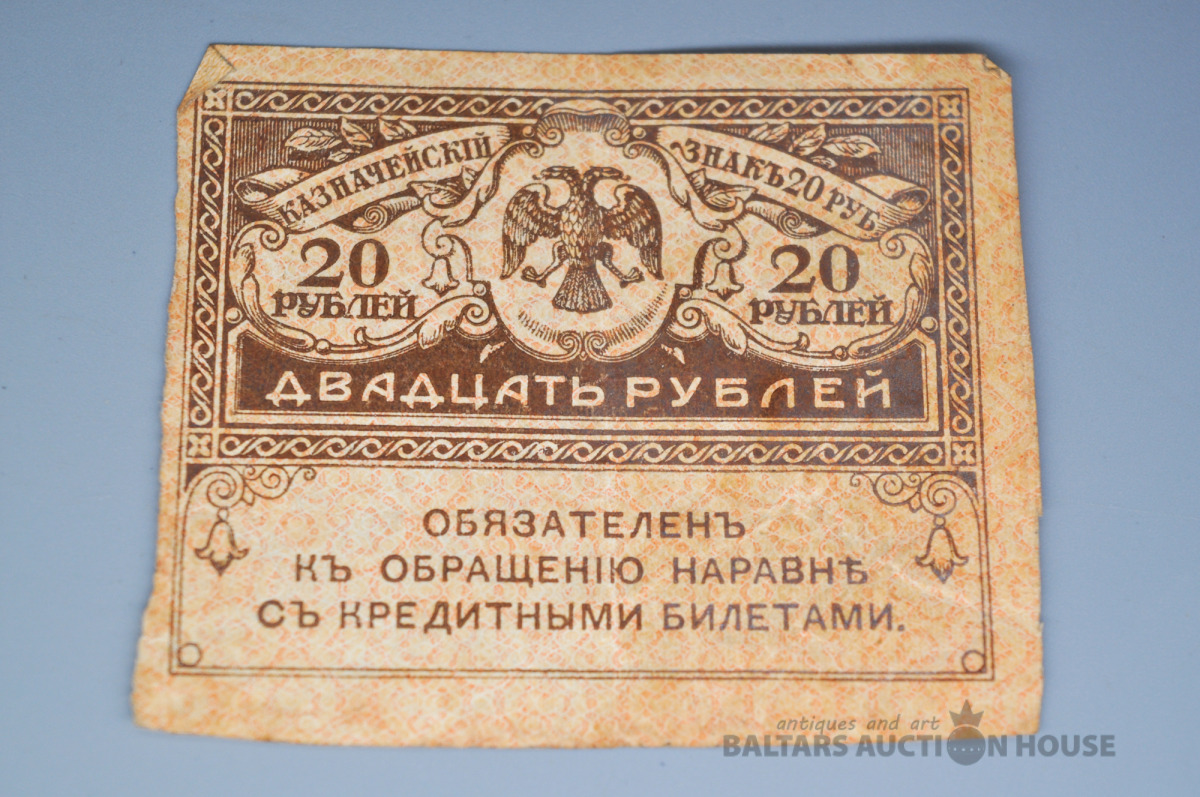 КАЗНАЧЕЙСКІЙ
ЗНАКЪ 20 РУБ
20
РУБЛЕЙ
20
РУБЛЕЙ
ДВАДЦАТЬ РУБЛЕЙ
ОБЯЗАТЕЛЕНЪ
КЪ ОБРАЩЕНІЮ НАРАВНѢ
СЪ КРЕДИТНЫМИ БИЛЕТАМИ.
antiques and art
BALTARS AUCTION HOUSE